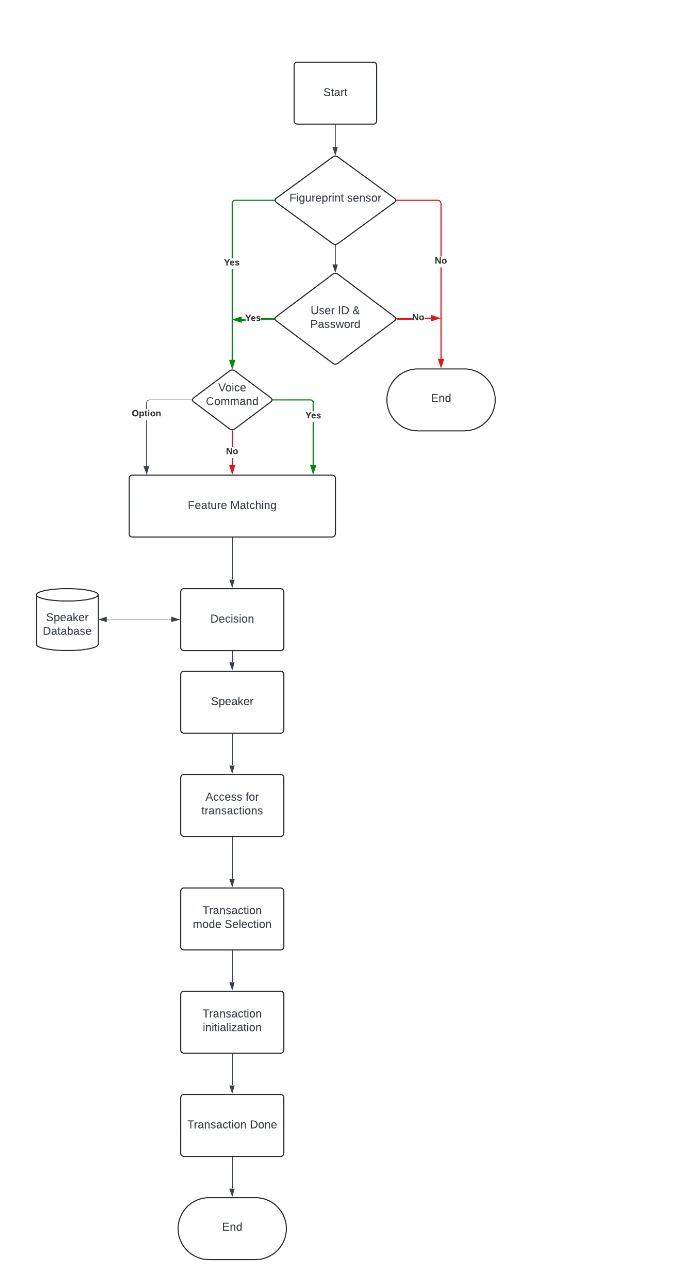 Start
Figureprint sensor
Yes
No
User ID &
Password
Yes
No
Voice
Command
End
Option
Yes
No
Feature Matching
Speaker
Database
Decision
Speaker
Access for
transactions
Transaction
mode Selection
Transaction
initialization
Transaction Done
End